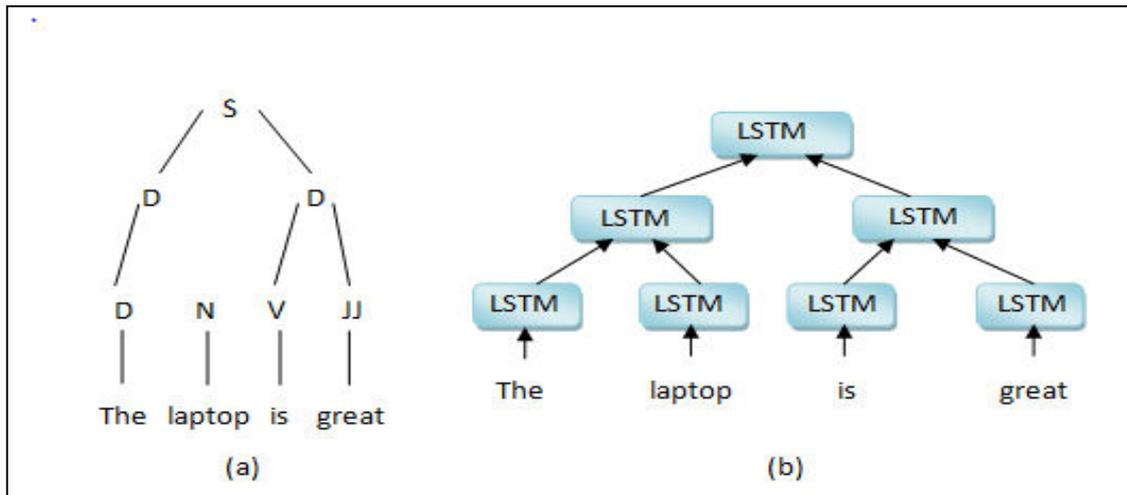 S
D D
D N V JJ
The laptop is great
(a)
LSTM
LSTM LSTM
LSTM LSTM LSTM LSTM
The laptop is great
(b)